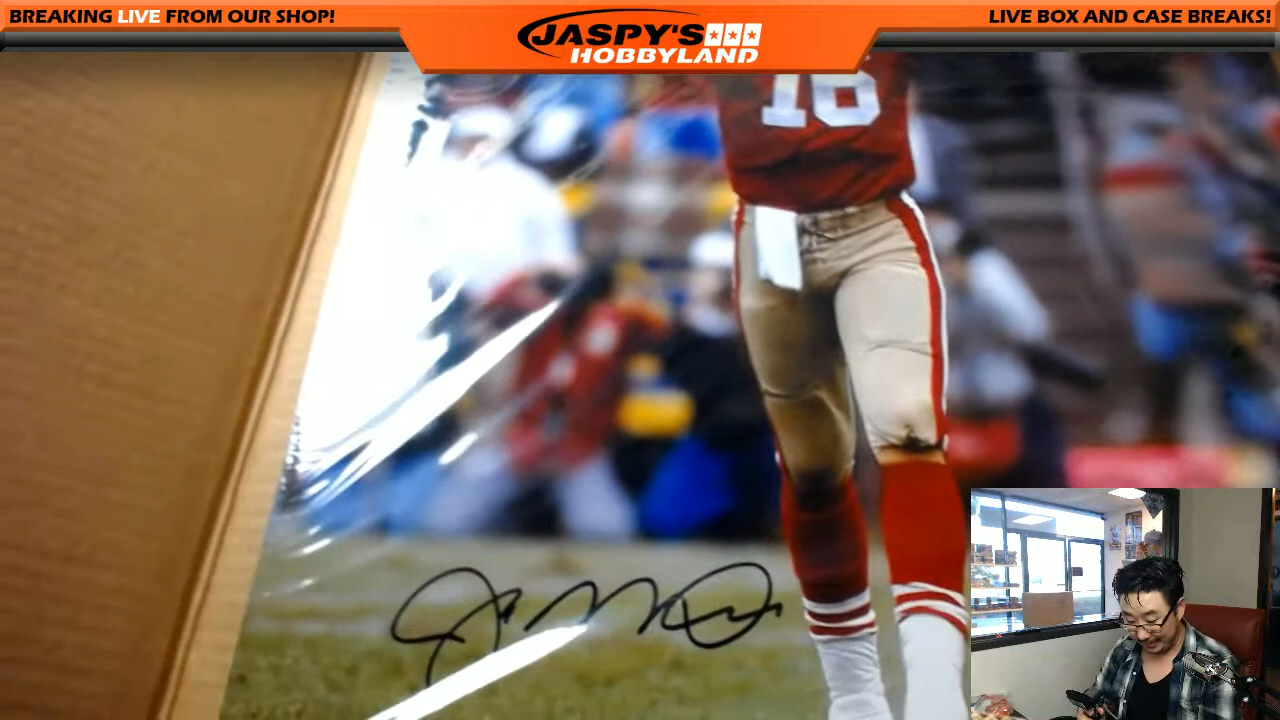 BREAKING LIVE FROM OUR SHOP!
JASPY'S
HOBBYLAND
LIVE BOX AND CASE BREAKS!
16